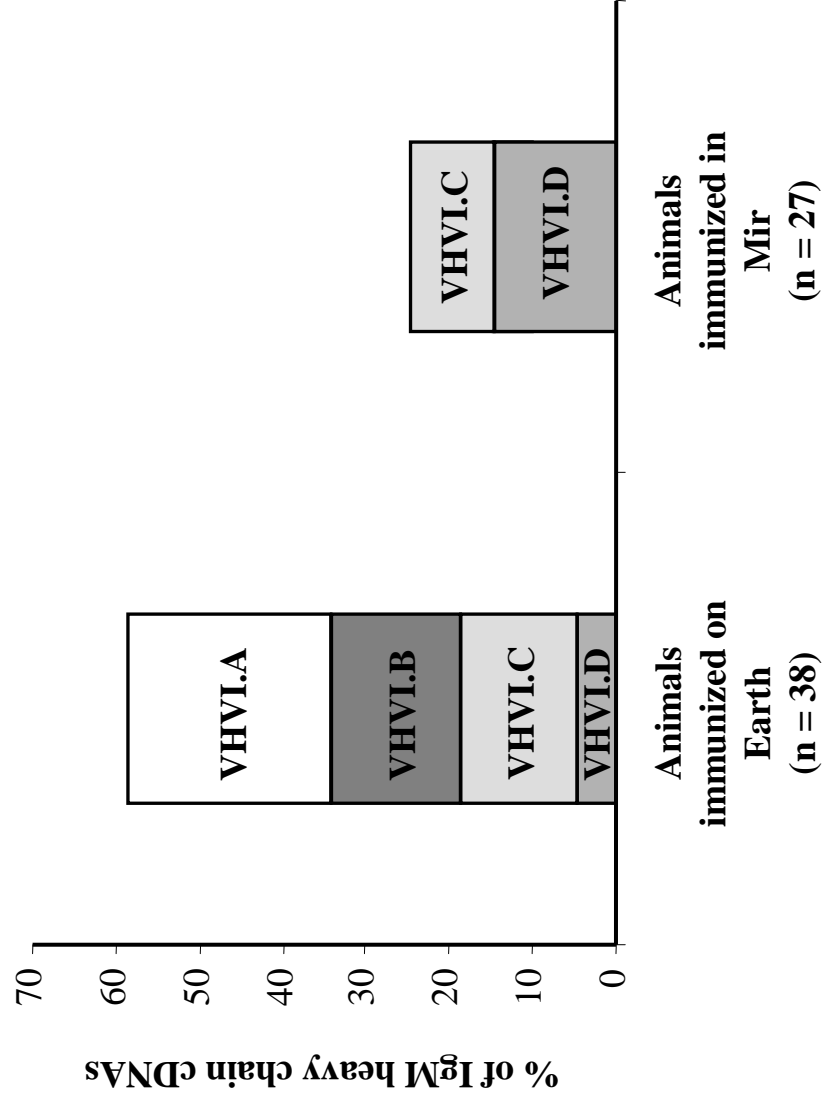 % of IgM heavy chain cDNAs
70
60
50
40
30
20
10
0
VHVI.A
VHVI.B
VHVI.C
VHVI.D
VHVI.C
VHVI.D
Animals
immunized on
Earth
(n = 38)
Animals
immunized in
Mir
(n = 27)